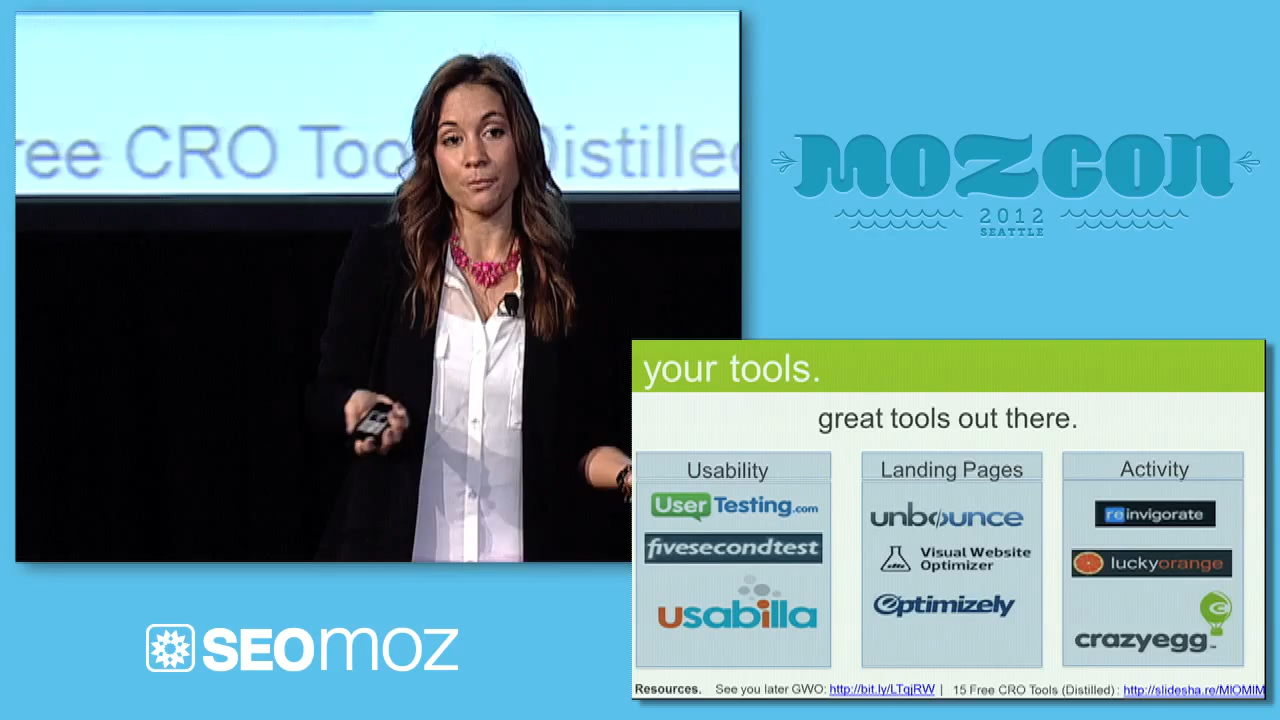 ree CRO Too
Distilled
MOZCON
2012
SEATTLE
your tools.
great tools out there.
Usability
UserTesting.com
fivesecondtest
usabilla
Landing Pages
unbounce
Visual Website
Optimizer
Optimizely
Activity
reinvigorate
luckyorange
crazyegg™
Resources. See you later GWO: http://bit.ly/LTqjRW | 15 Free CRO Tools (Distilled) : http://slidesha.re/MIOMIM
SEOmoz